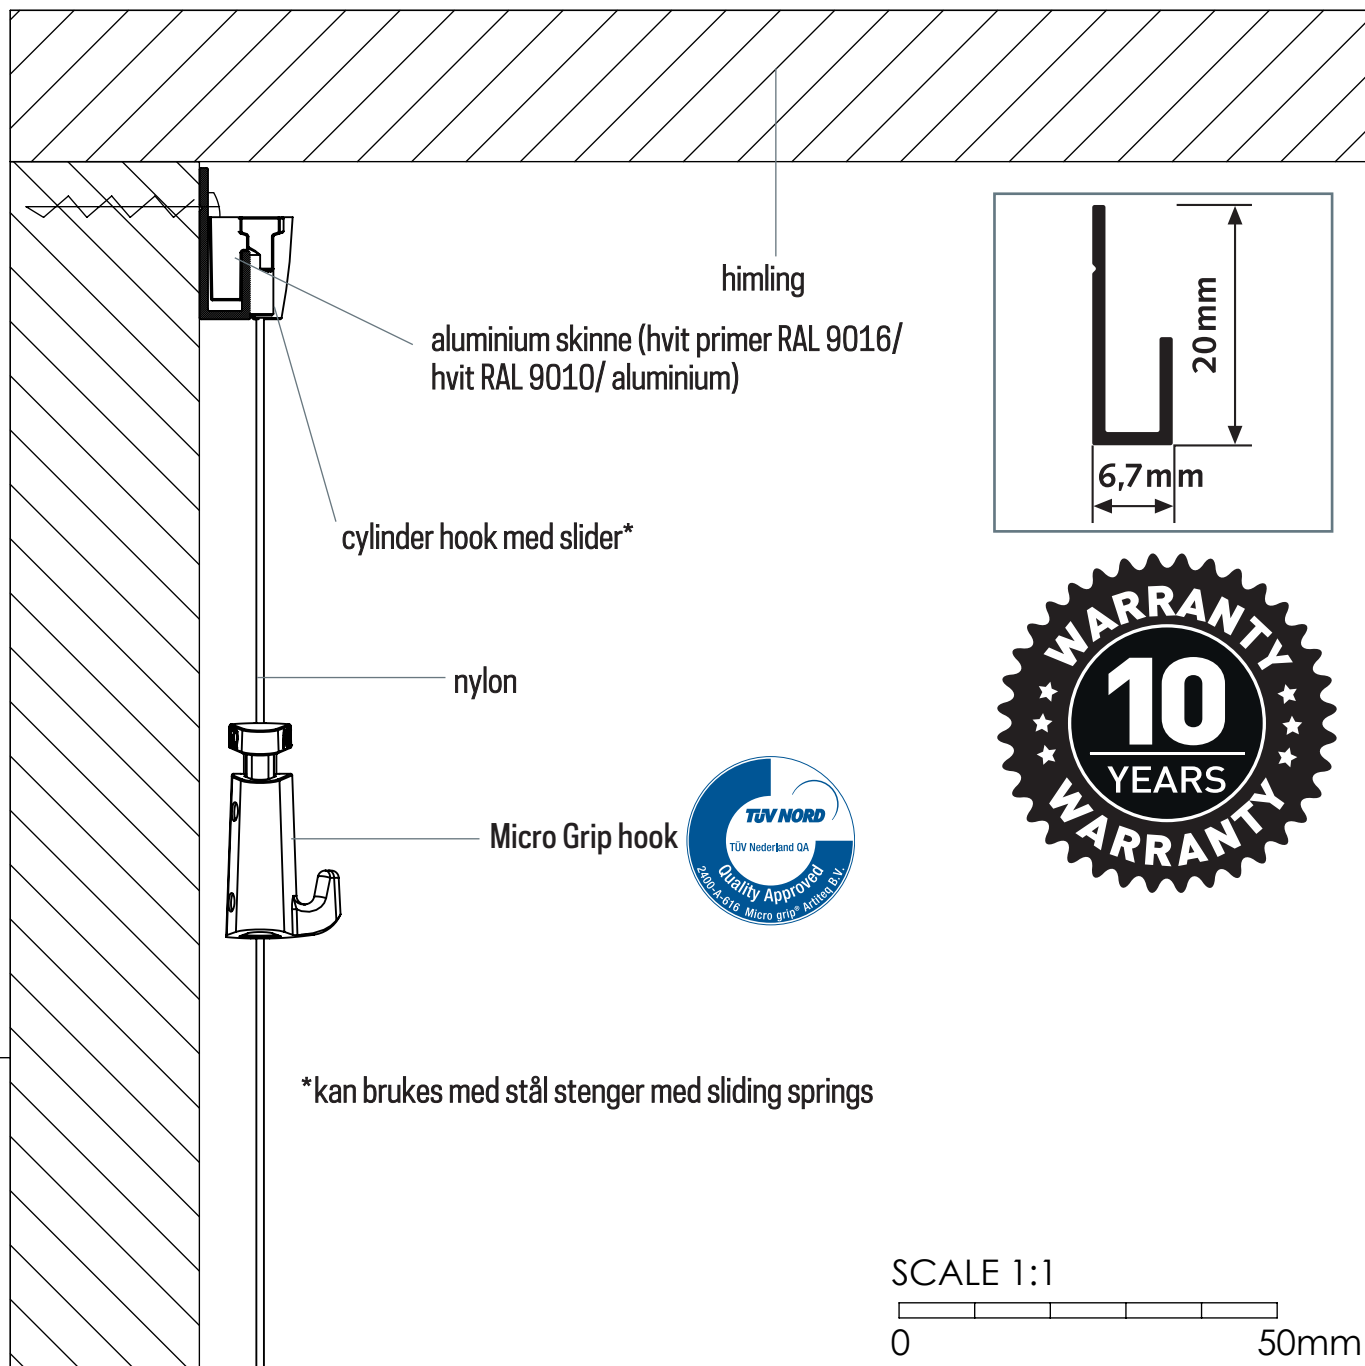 himling
aluminium skinne (hvit primer RAL 9016/
hvit RAL 9010/ aluminium)
20mm
6,7mm
cylinder hook med slider*
WARRANTY
10
YEARS
WARRANTY
nylon
Micro Grip hook
TÜV NORD
TÜV Nederland QA
Quality Approved
2400-A-616 Micro grip® Artiteq B.V.
*kan brukes med stål stenger med sliding springs
SCALE 1:1
0 50mm